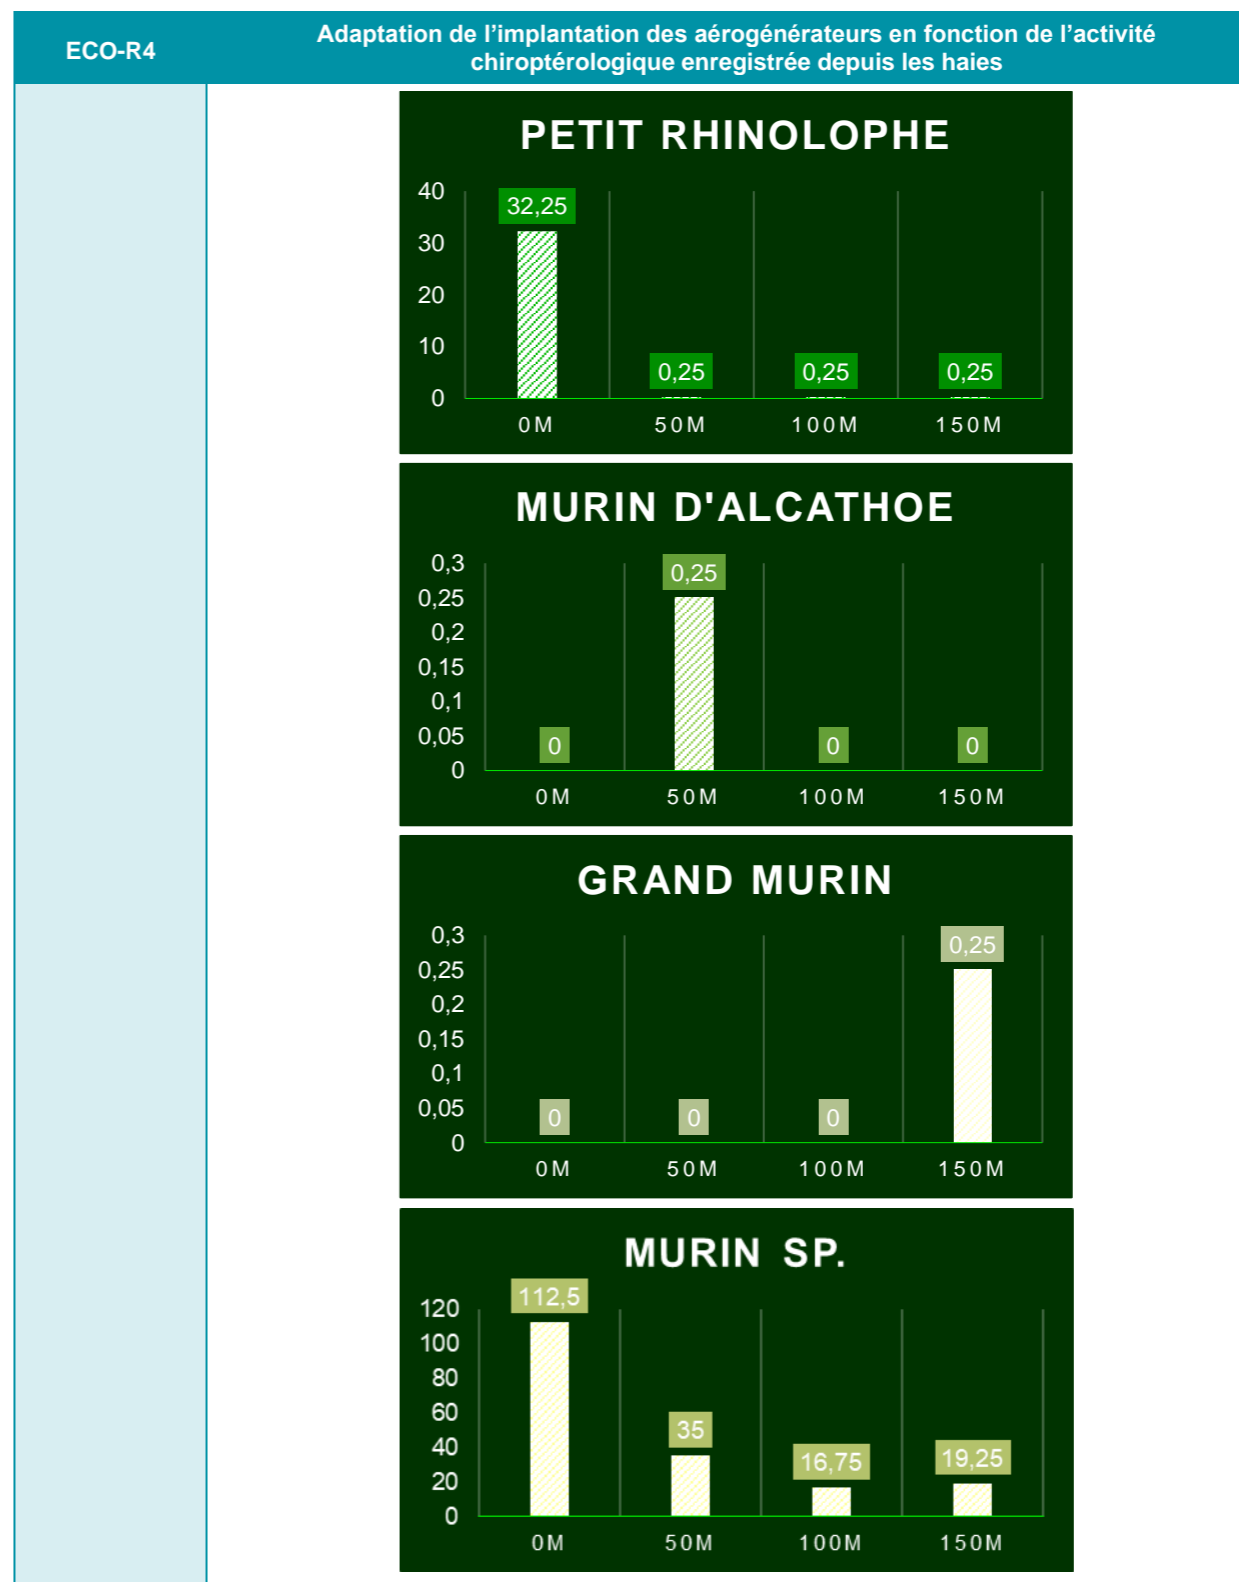 ECO-R4
Adaptation de l’implantation des aérogénérateurs en fonction de l’activité
chiroptérologique enregistrée depuis les haies
PETIT RHINOLOPHE
40
30
20
10
0
32,25
0,25
0,25
0,25
0M
50M
100M
150M
MURIN D'ALCATHOE
0,3
0,25
0,2
0,15
0,1
0,05
0
0
0,25
0
0
0M
50M
100M
150M
GRAND MURIN
0,3
0,25
0,2
0,15
0,1
0,05
0
0
0
0
0,25
0M
50M
100M
150M
MURIN SP.
120
100
80
60
40
20
0
112,5
35
16,75
19,25
0M
50M
100M
150M